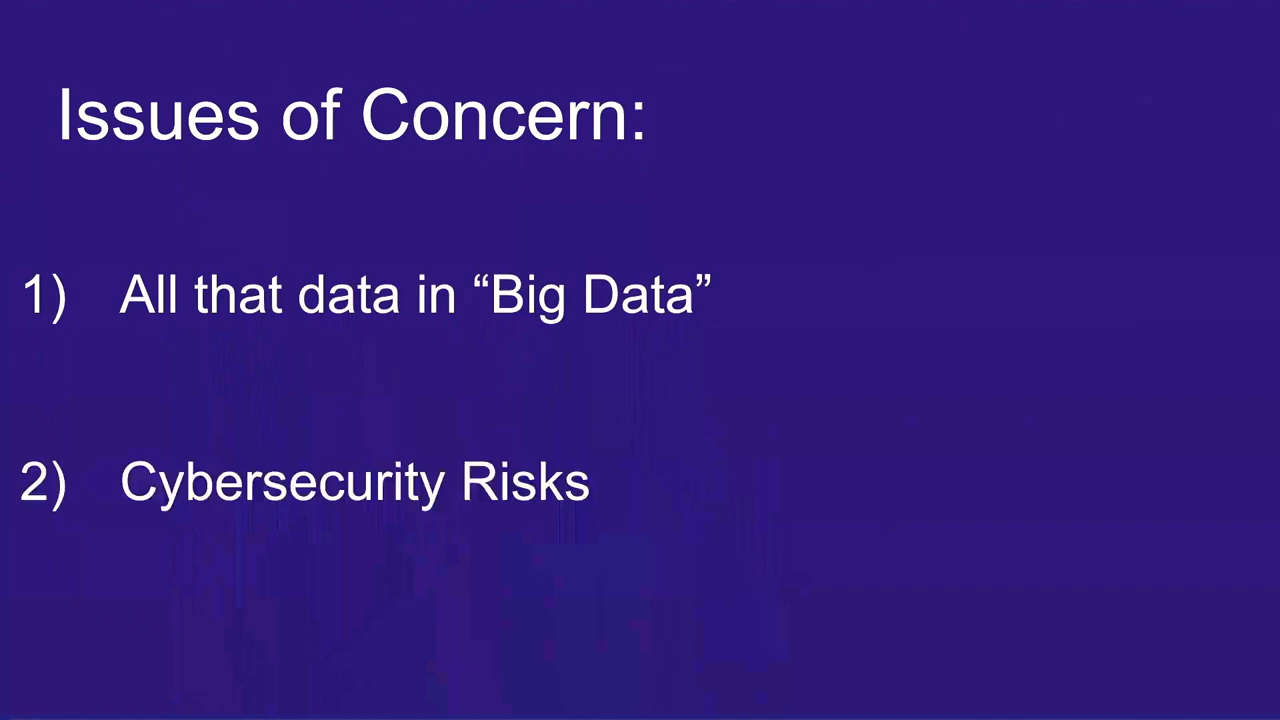 Issues of Concern:
1) All that data in “Big Data”
2) Cybersecurity Risks